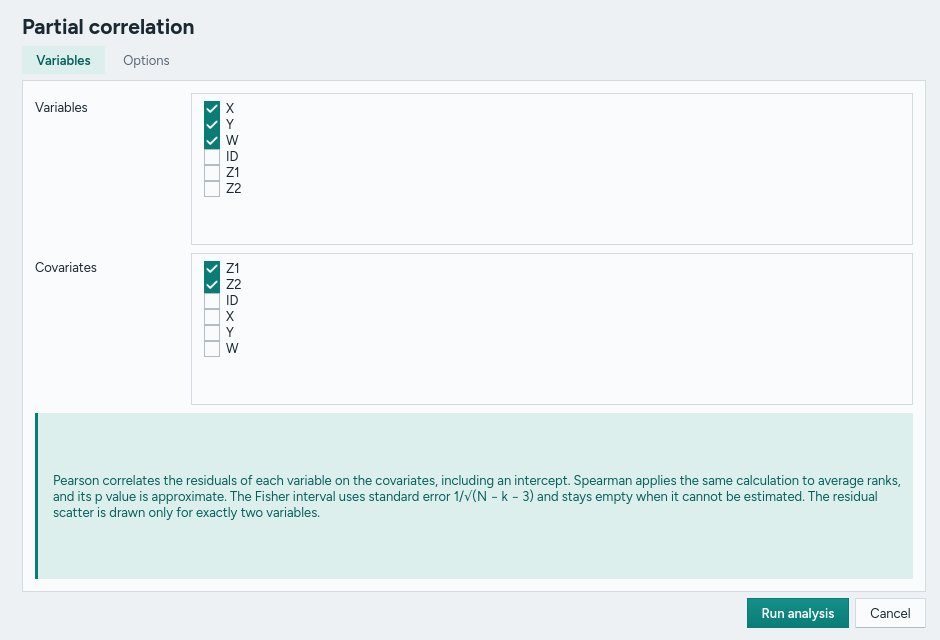 Partial correlation
Variables
Options
Variables
X
Y
W
ID
Z1
Z2
Covariates
Z1
Z2
ID
X
Y
W
Pearson correlates the residuals of each variable on the covariates, including an intercept. Spearman applies the same calculation to average ranks,
and its p value is approximate. The Fisher interval uses standard error 1/√(N − k − 3) and stays empty when it cannot be estimated. The residual
scatter is drawn only for exactly two variables.
Run analysis
Cancel